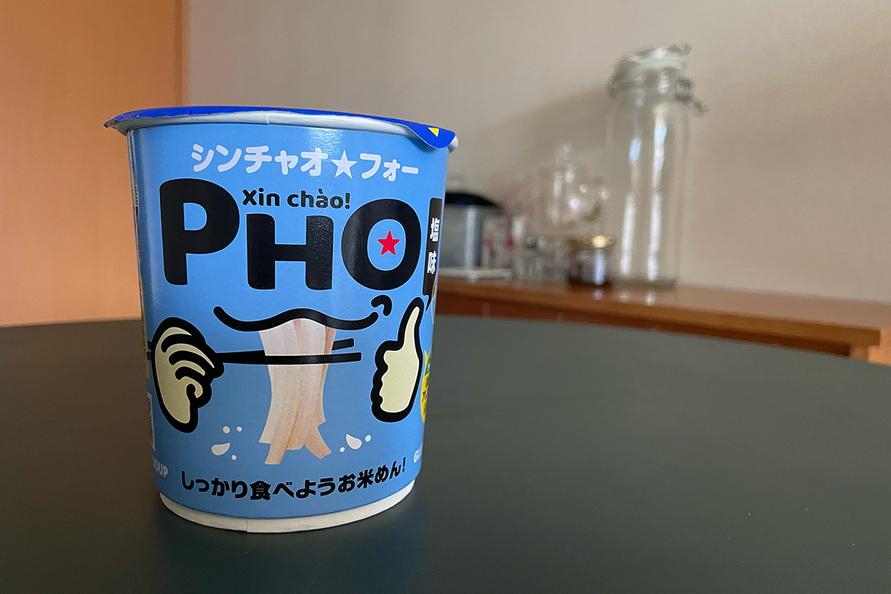 シンチャオ★フォー
Xin chào!
PHO!
塩味
しっかり食べようお米めん!